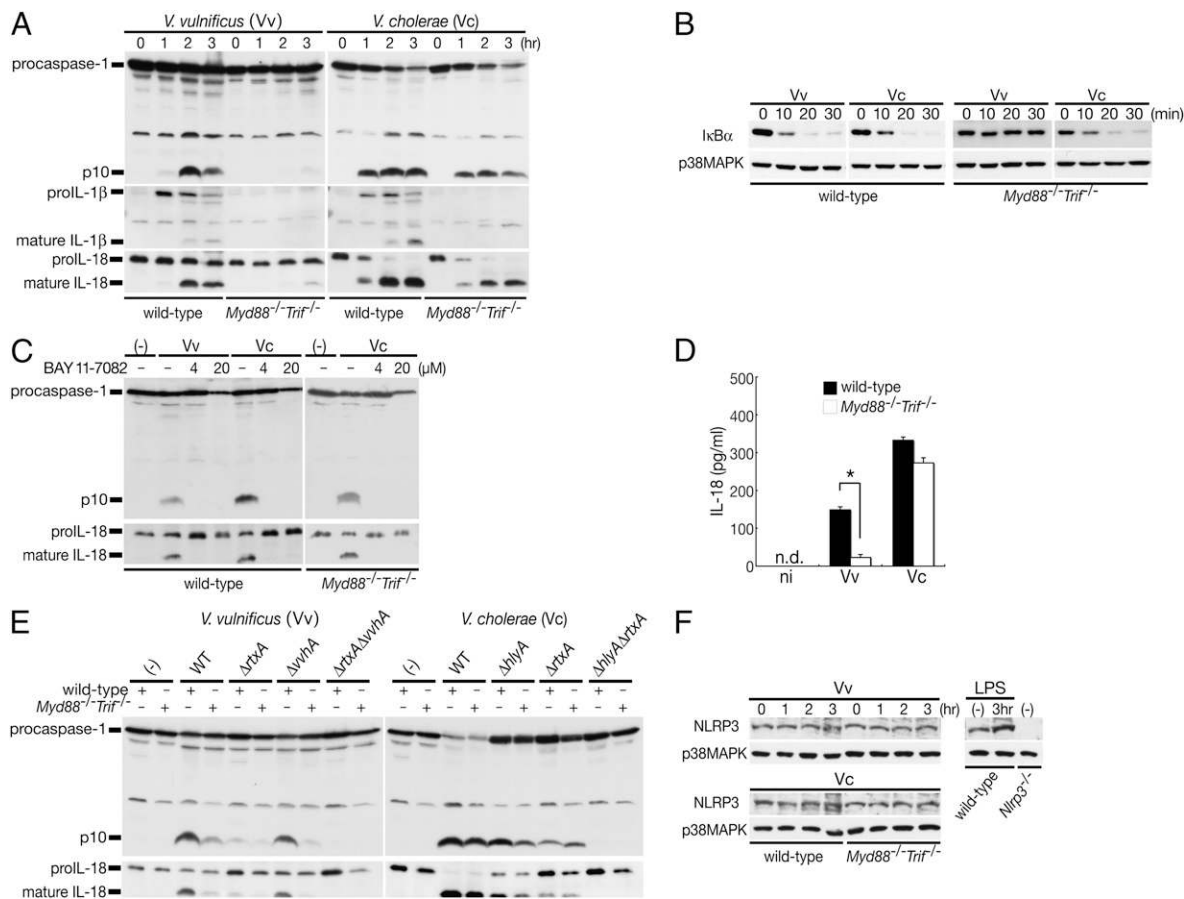 A
V. vulnificus (Vv) V. cholerae (Vc)
0 1 2 3 0 1 2 3 0 1 2 3 0 1 2 3 (hr)
procaspase-1
p10
proIL-1β
mature IL-1β
proIL-18
mature IL-18
wild-type Myd88-/-Trif-/- wild-type Myd88-/-Trif-/-
B
Vv Vc Vv Vc
0 10 20 30 0 10 20 30 0 10 20 30 0 10 20 30 (min)
IκBα
p38MAPK
wild-type Myd88-/-Trif-/-
C
(-) Vv Vc (-) Vc
BAY 11-7082 – – 4 20 – 4 20 – – 4 20 (μM)
procaspase-1
p10
proIL-18
mature IL-18
wild-type Myd88-/-Trif-/-
D
IL-18 (pg/ml)
500
400
300
200
100
0
wild-type
Myd88-/-Trif-/-
*
n.d.
ni Vv Vc
E
V. vulnificus (Vv) V. cholerae (Vc)
(-) WT ΔrtxA ΔvvhA ΔrtxAΔvvhA (-) WT ΔhlyA ΔrtxA ΔhlyAΔrtxA
wild-type + – + – + – + – + – + – + – + – + – + –
Myd88-/-Trif-/- – + – + – + – + – + – + – + – + – + – +
procaspase-1
p10
proIL-18
mature IL-18
F
Vv
0 1 2 3 0 1 2 3 (hr)
NLRP3
p38MAPK
Vc
NLRP3
p38MAPK
wild-type Myd88-/-Trif-/-
LPS
(-) 3hr (-)
wild-type
Nlrp3-/-